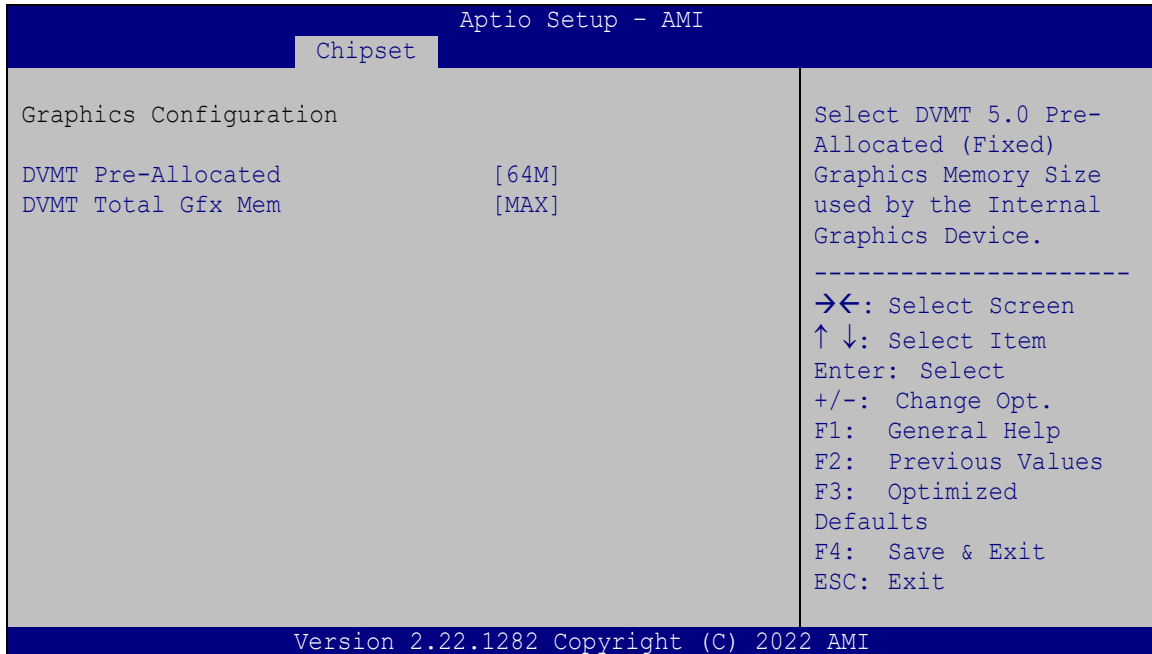 Aptio Setup – AMI
Chipset
Graphics Configuration
DVMT Pre-Allocated [64M]
DVMT Total Gfx Mem [MAX]
Select DVMT 5.0 Pre-
Allocated (Fixed)
Graphics Memory Size
used by the Internal
Graphics Device.
----------------------
→←: Select Screen
↑ ↓: Select Item
Enter: Select
+/-: Change Opt.
F1: General Help
F2: Previous Values
F3: Optimized
Defaults
F4: Save & Exit
ESC: Exit
Version 2.22.1282 Copyright (C) 2022 AMI